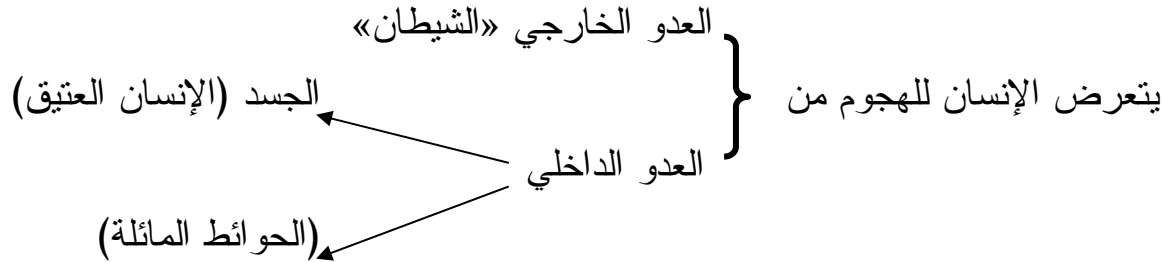 العدو الخارجي «الشيطان»
يتعرض الإنسان للهجوم من
الجسد (الإنسان العتيق)
العدو الداخلي
(الحوائط المائلة)